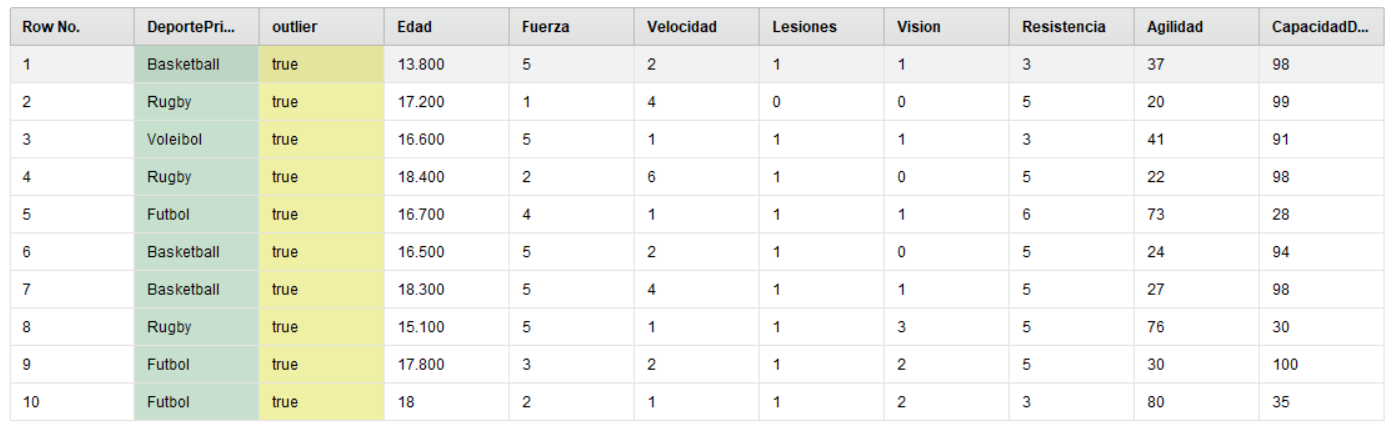 Row No. DeportePri... outlier Edad Fuerza Velocidad Lesiones Vision Resistencia Agilidad CapacidadD...
1 Basketball true 13.800 5 2 1 1 3 37 98
2 Rugby true 17.200 1 4 0 0 5 20 99
3 Voleibol true 16.600 5 1 1 1 3 41 91
4 Rugby true 18.400 2 6 1 0 5 22 98
5 Futbol true 16.700 4 1 1 1 6 73 28
6 Basketball true 16.500 5 2 1 0 5 24 94
7 Basketball true 18.300 5 4 1 1 5 27 98
8 Rugby true 15.100 5 1 1 3 5 76 30
9 Futbol true 17.800 3 2 1 2 5 30 100
10 Futbol true 18 2 1 1 2 3 80 35